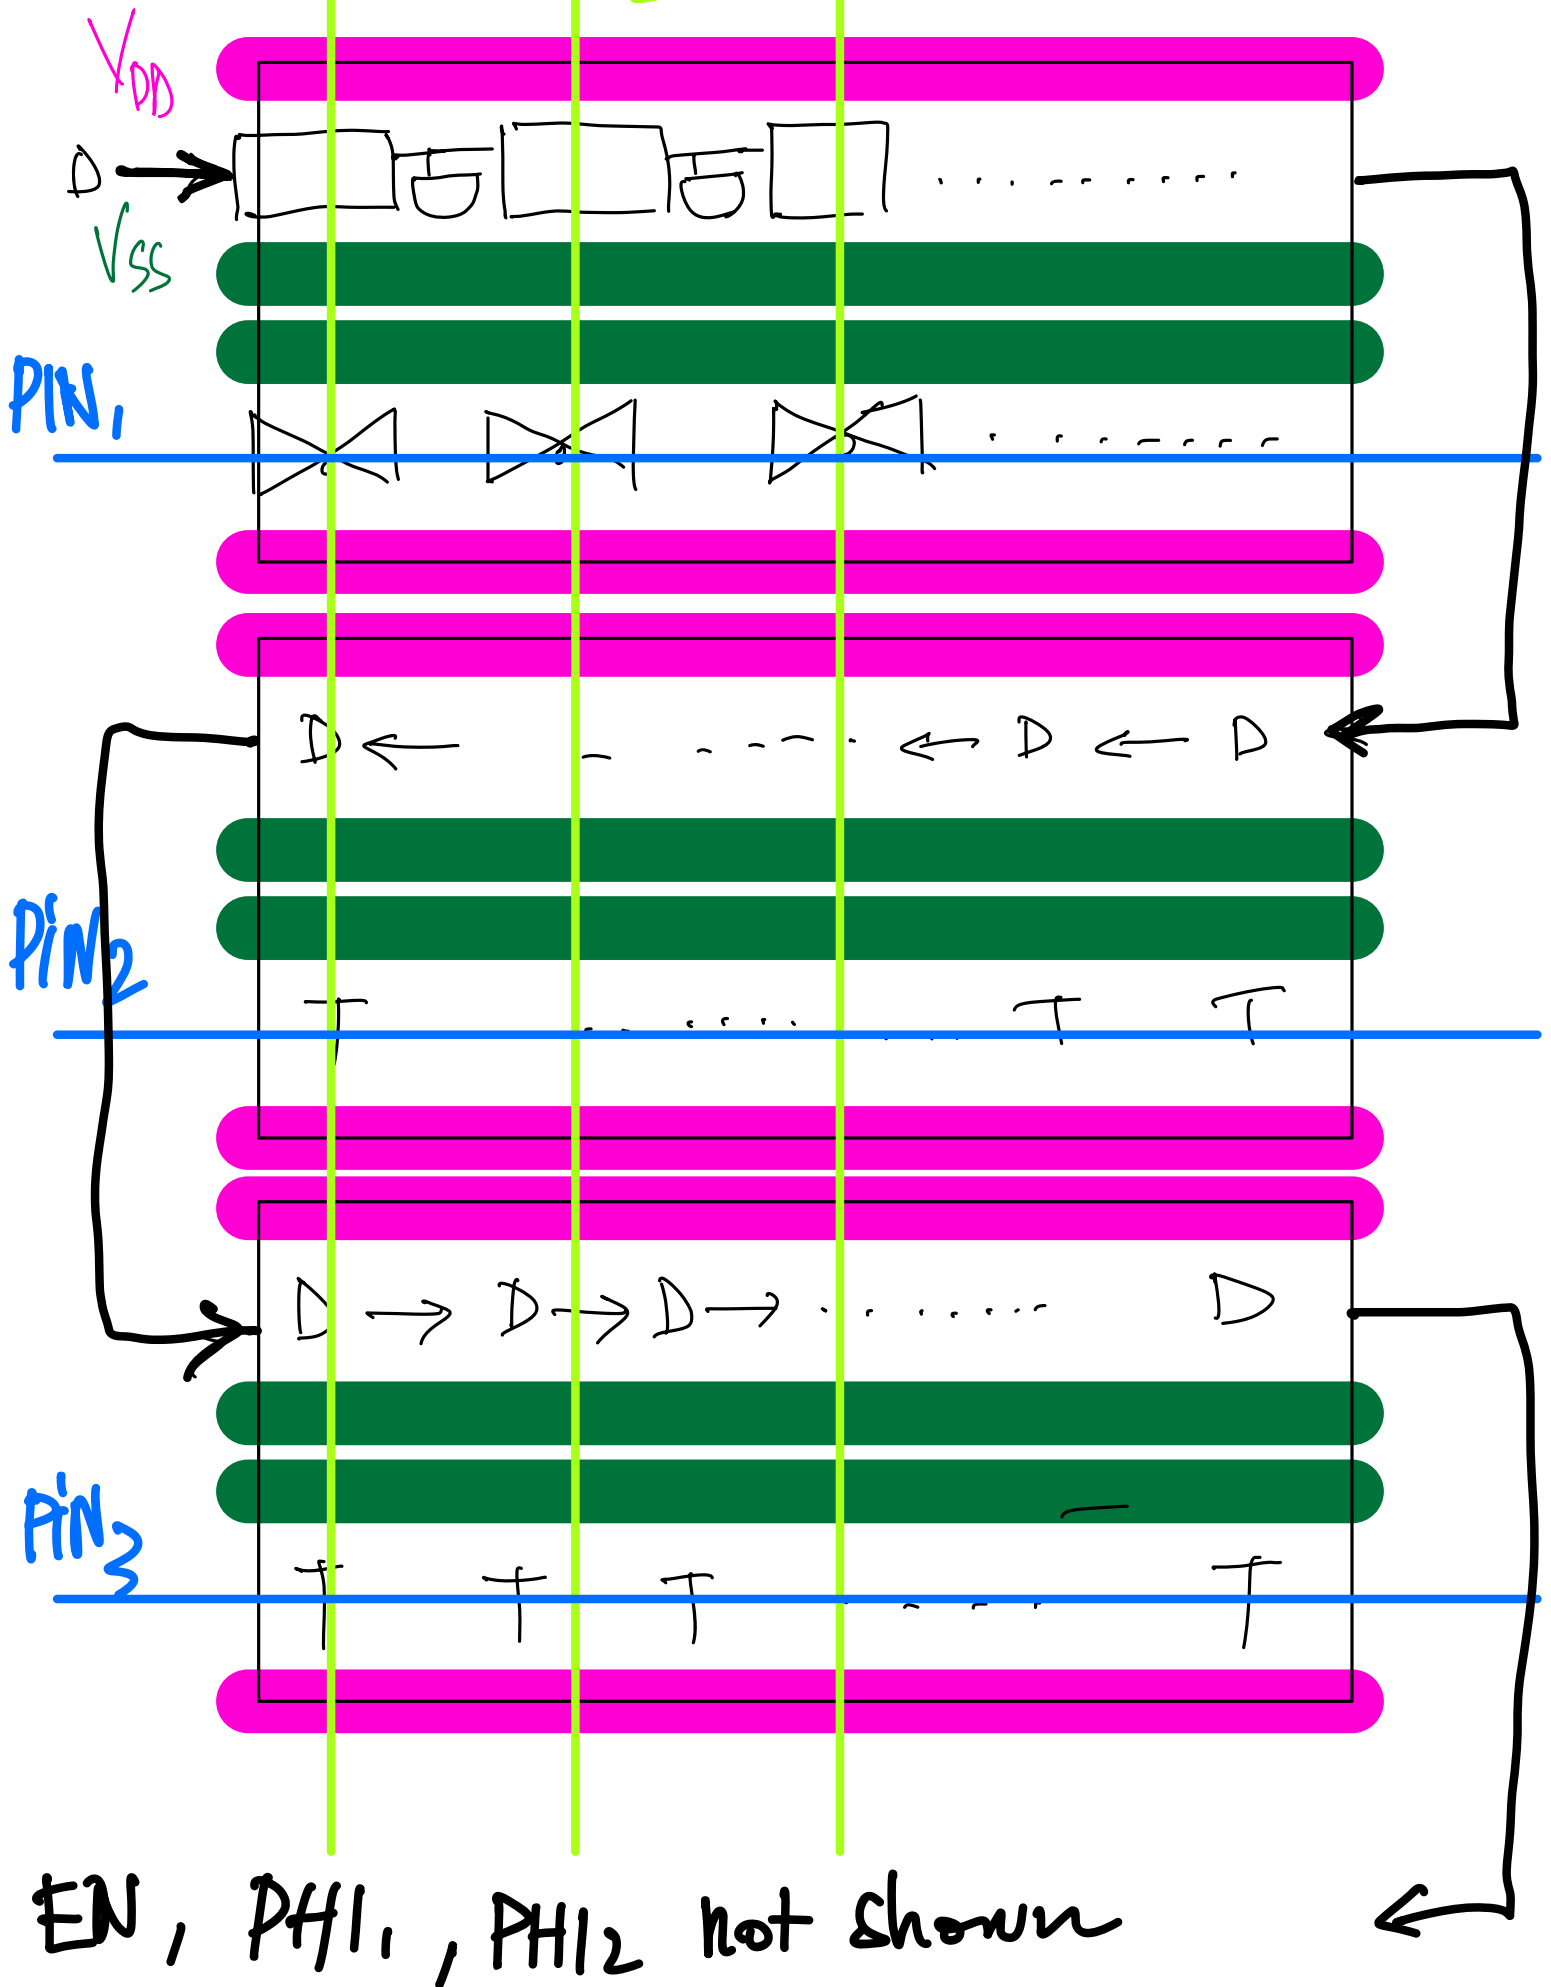 VDD
D
VSS
PIN1
D D D
PiN2
T T T
D D D D
PiN3
T T T T
EN, PHI1, PHI2 not shown